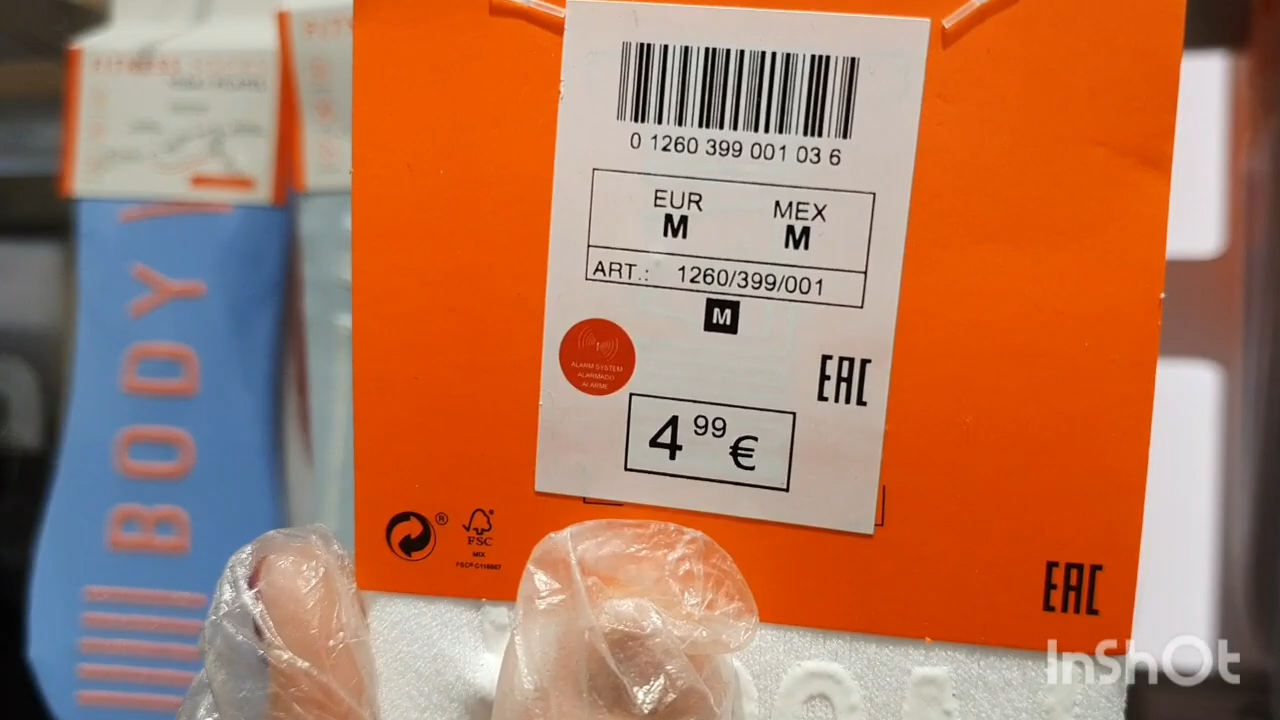 0 1260 399 001 03 6
EUR MEX
M M
ART.: 1260/399/001
M
ALARM SYSTEM
ALARMADO
ALARME
EAC
4 99 €
®
FSC
MIX
EAC
BODY
InShOt